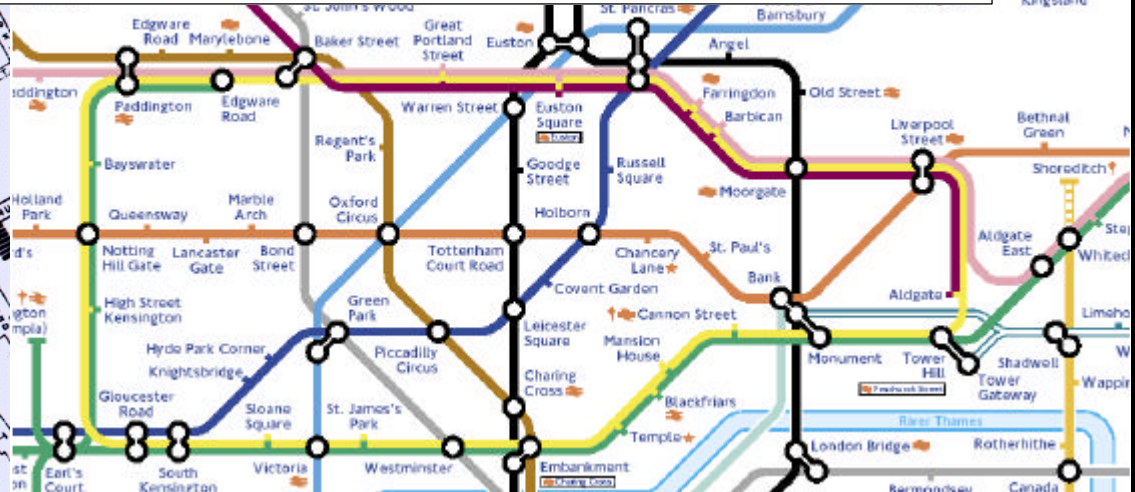 St. John's Wood
St. Pancras
Barnsbury
Kingsland
Edgware
Road
Marylebone
Baker Street
Great
Portland
Street
Euston
Angel
Paddington
Edgware
Road
Warren Street
Euston
Square
Euston
Farringdon
Barbican
Old Street
Liverpool
Street
Bethnal
Green
Shoreditch
Bayswater
Regent's
Park
Goodge
Street
Russell
Square
Moorgate
Holland
Park
Queensway
Marble
Arch
Oxford
Circus
Holborn
Notting
Hill Gate
Lancaster
Gate
Bond
Street
Tottenham
Court Road
Chancery
Lane
St. Paul's
Bank
Aldgate
East
Aldgate
High Street
Kensington
Green
Park
Covent Garden
Cannon Street
Hyde Park Corner
Knightsbridge
Piccadilly
Circus
Leicester
Square
Mansion
House
Monument
Tower
Hill
Fenchurch Street
Tower
Gateway
Shadwell
Gloucester
Road
Sloane
Square
St. James's
Park
Charing
Cross
Blackfriars
Temple
River Thames
Earl's
Court
South
Kensington
Victoria
Westminster
Embankment
Charing Cross
London Bridge
Rotherhithe
Bermondsey
Canada